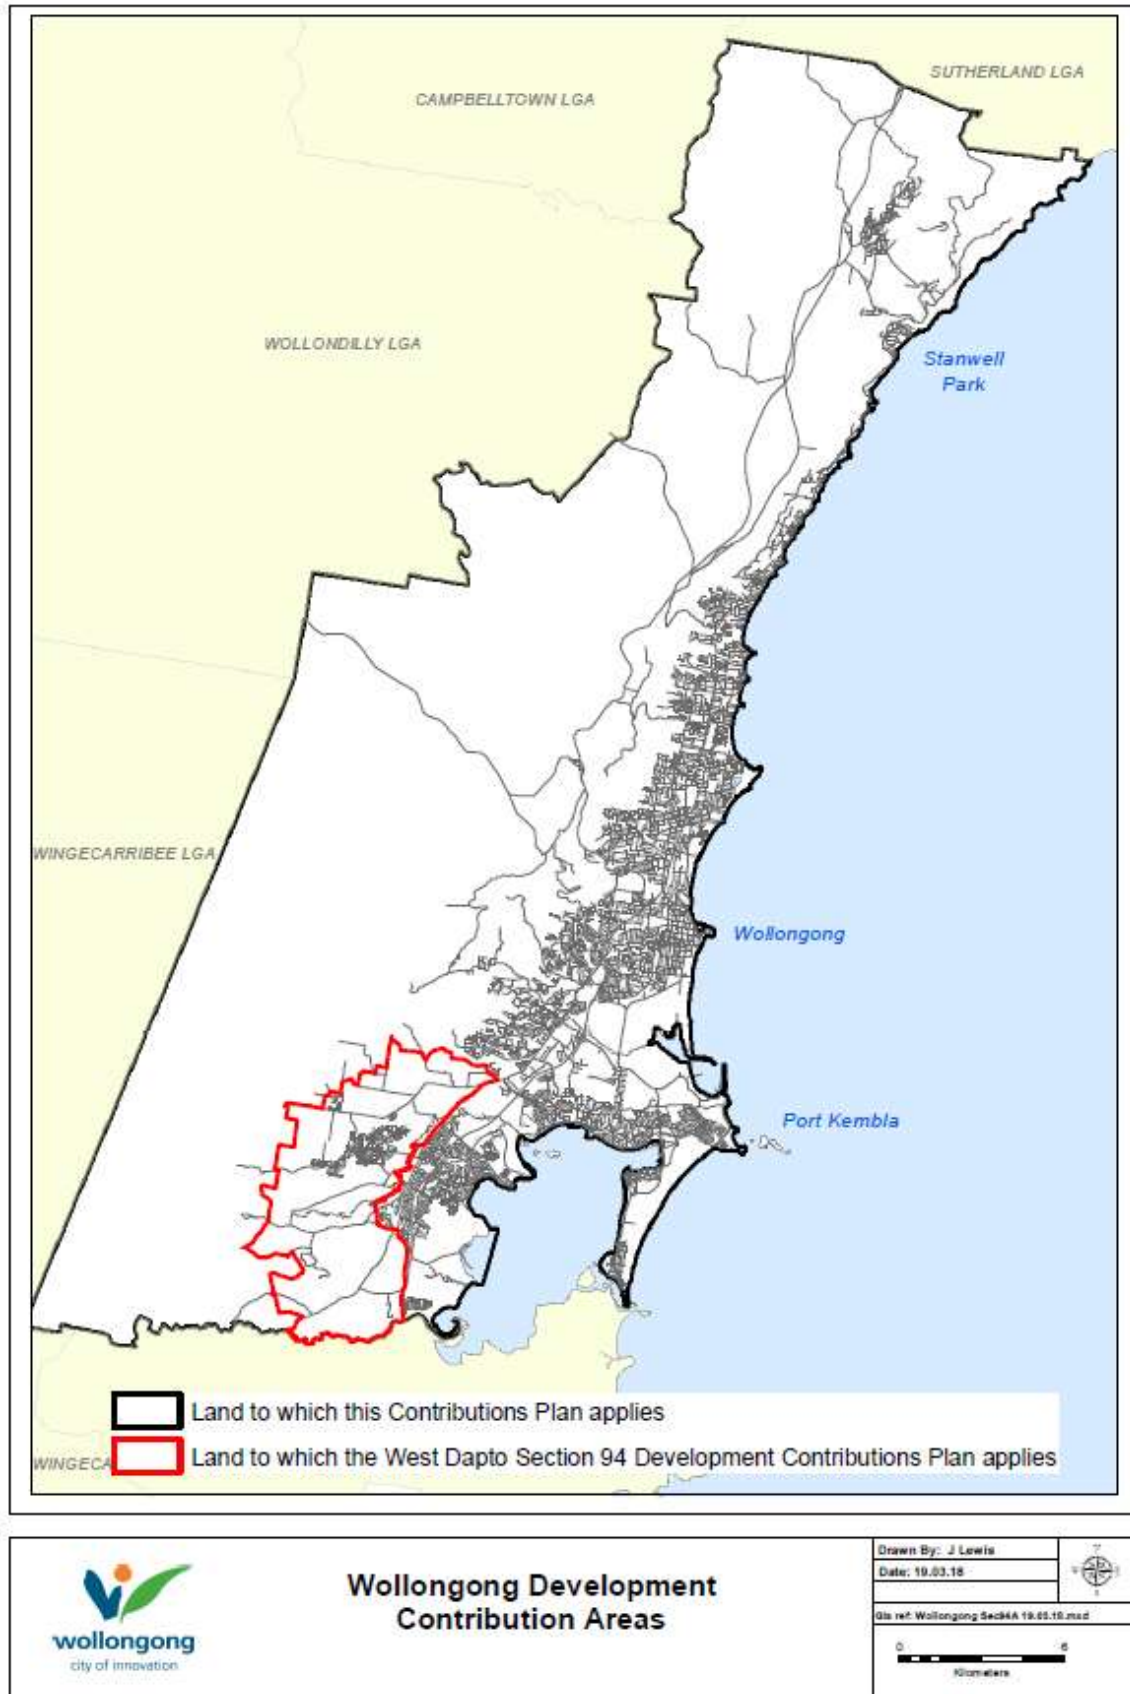 SUTHERLAND LGA
CAMPBELLTOWN LGA
WOLLONDILLY LGA
Stanwell
Park
WINGECARRIBEE LGA
Wollongong
Port Kembla
Land to which this Contributions Plan applies
WINGECA
Land to which the West Dapto Section 94 Development Contributions Plan applies
wollongong
city of innovation
Wollongong Development
Contribution Areas
Drawn By: J Lewis
Date: 19.03.18
0 6
Kilometers